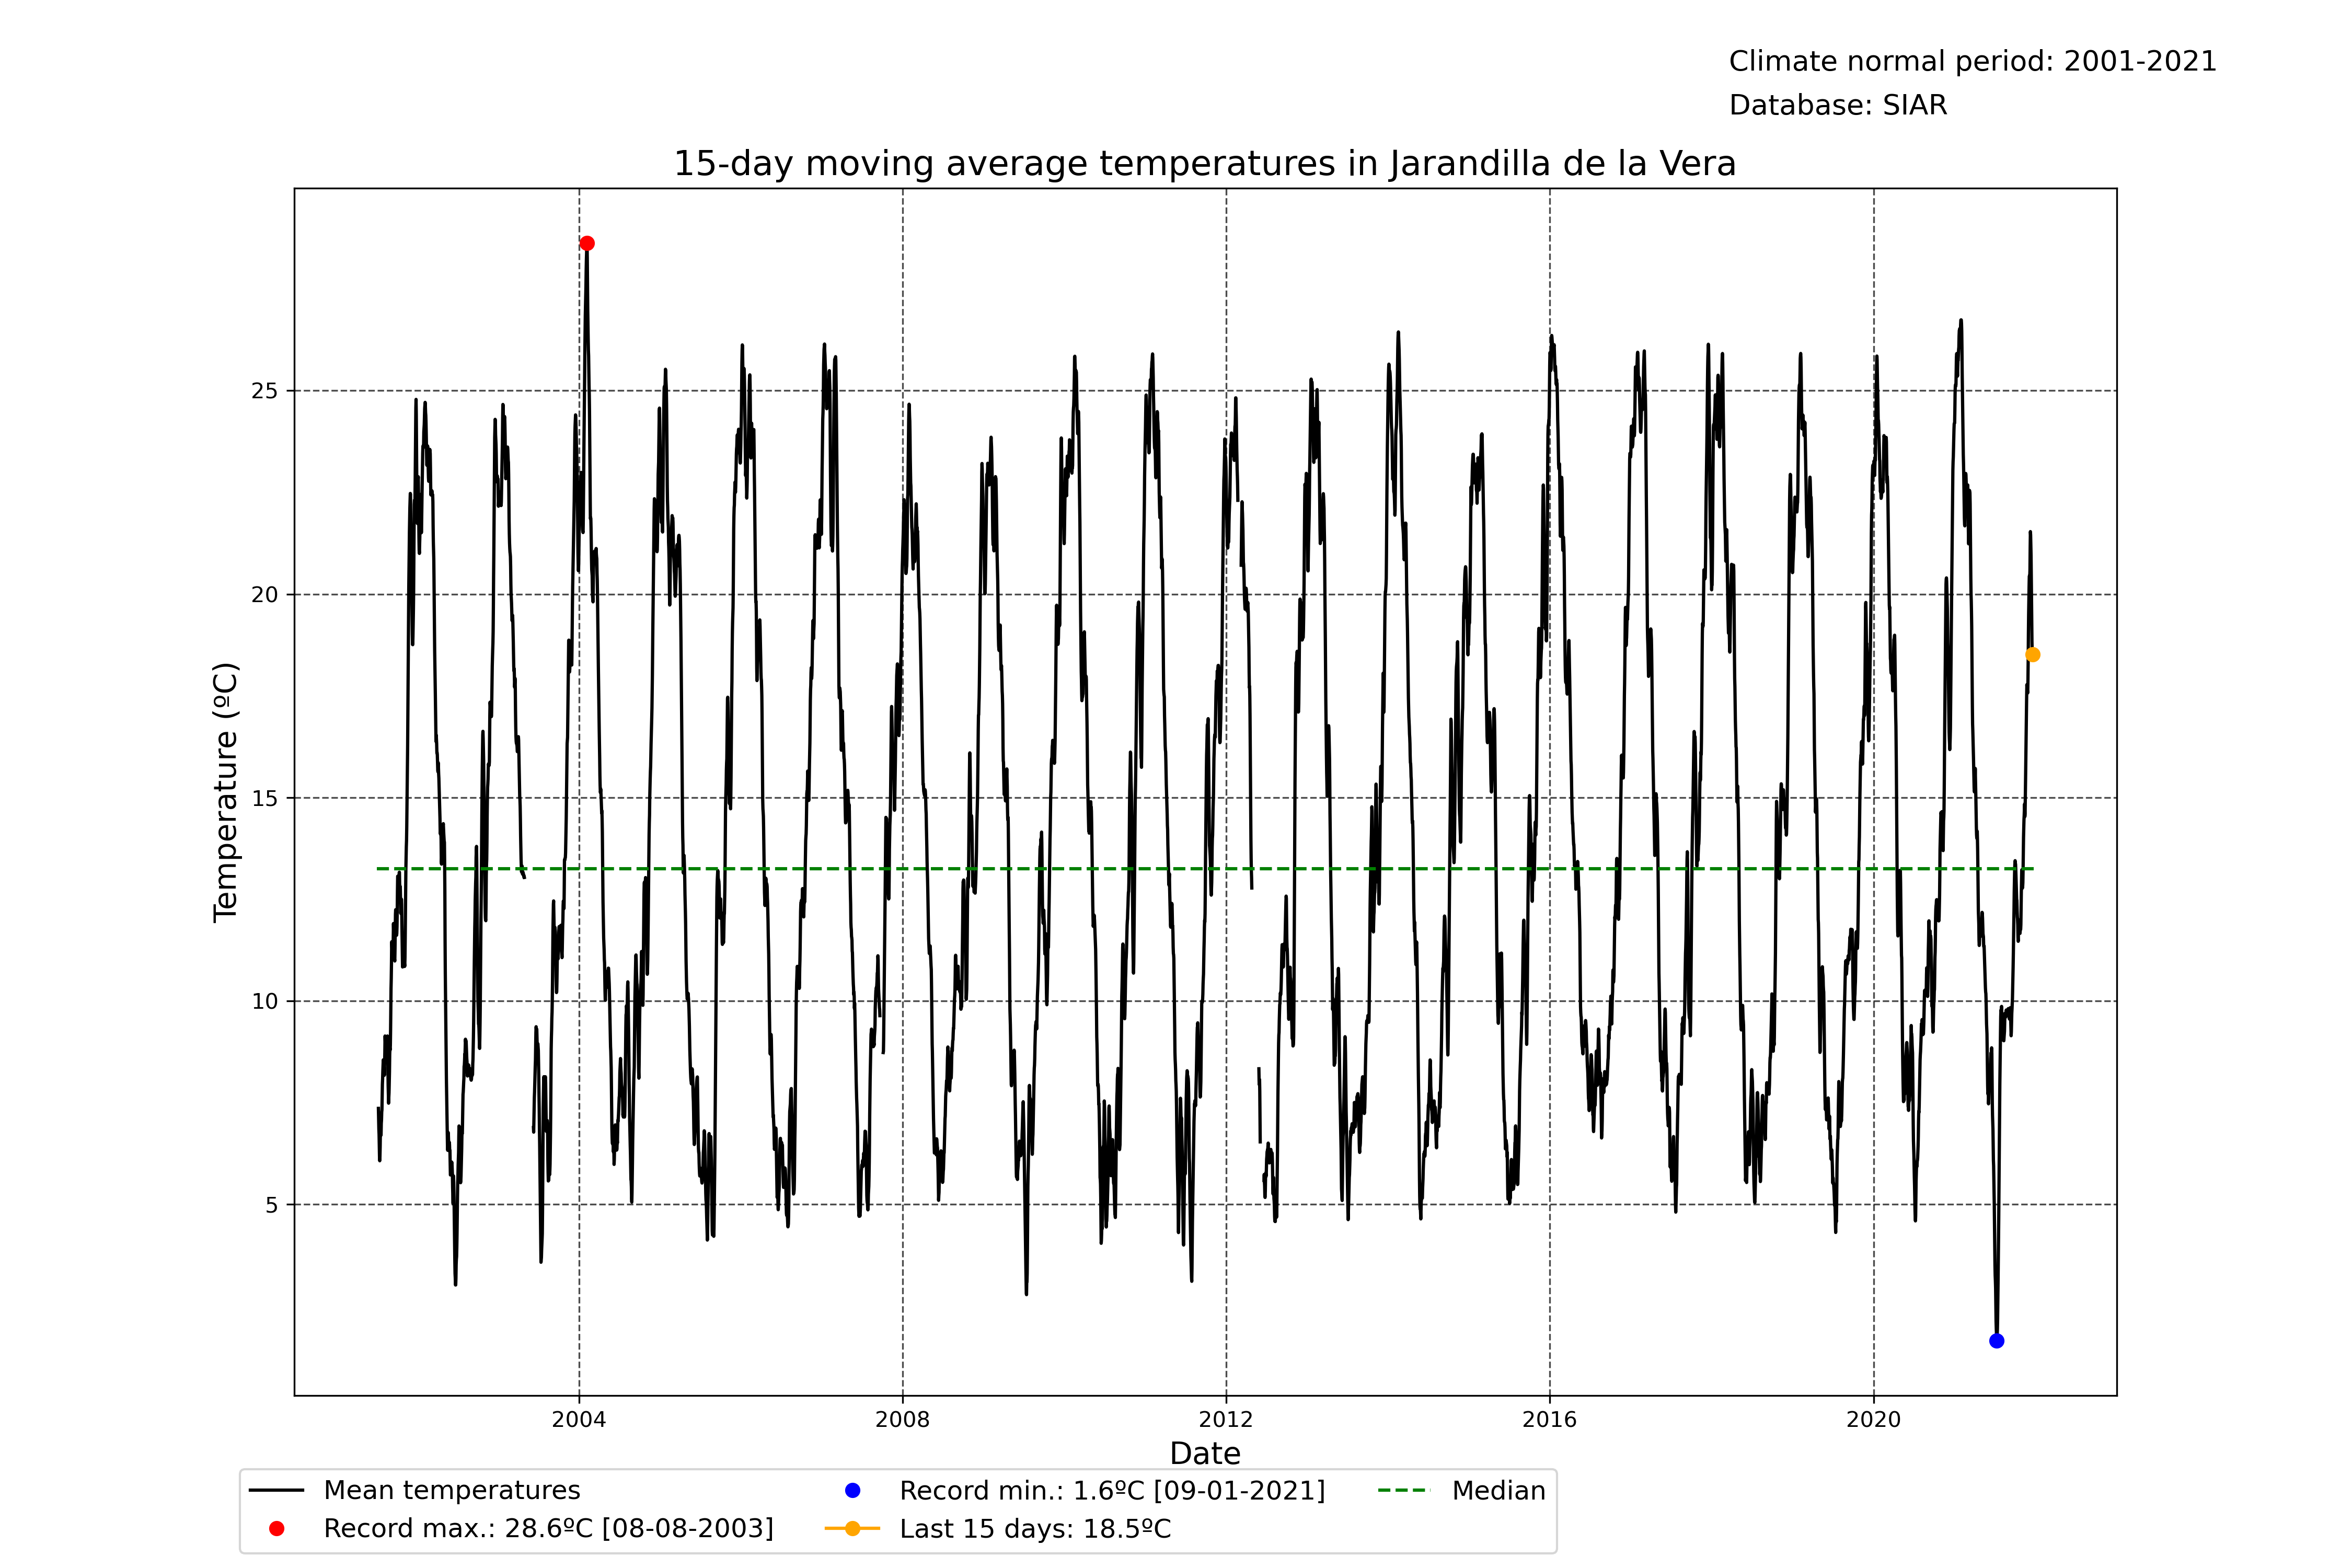 Climate normal period: 2001-2021
Database: SIAR
15-day moving average temperatures in Jarandilla de la Vera
Temperature (ºC)
25
20
15
10
5
2004
2008
2012
2016
2020
Date
Mean temperatures
Record max.: 28.6ºC [08-08-2003]
Record min.: 1.6ºC [09-01-2021]
Last 15 days: 18.5ºC
Median